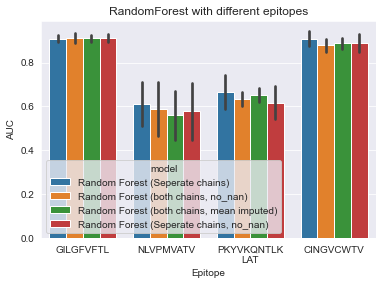 RandomForest with different epitopes
AUC
0.8
0.6
0.4
0.2
0.0
model
Random Forest (Seperate chains)
Random Forest (both chains, no_nan)
Random Forest (both chains, mean imputed)
Random Forest (Seperate chains, no_nan)
GILGFVFTL NLVPMVATV PKYVKQNTLK CINGVCWTV
LAT
Epitope